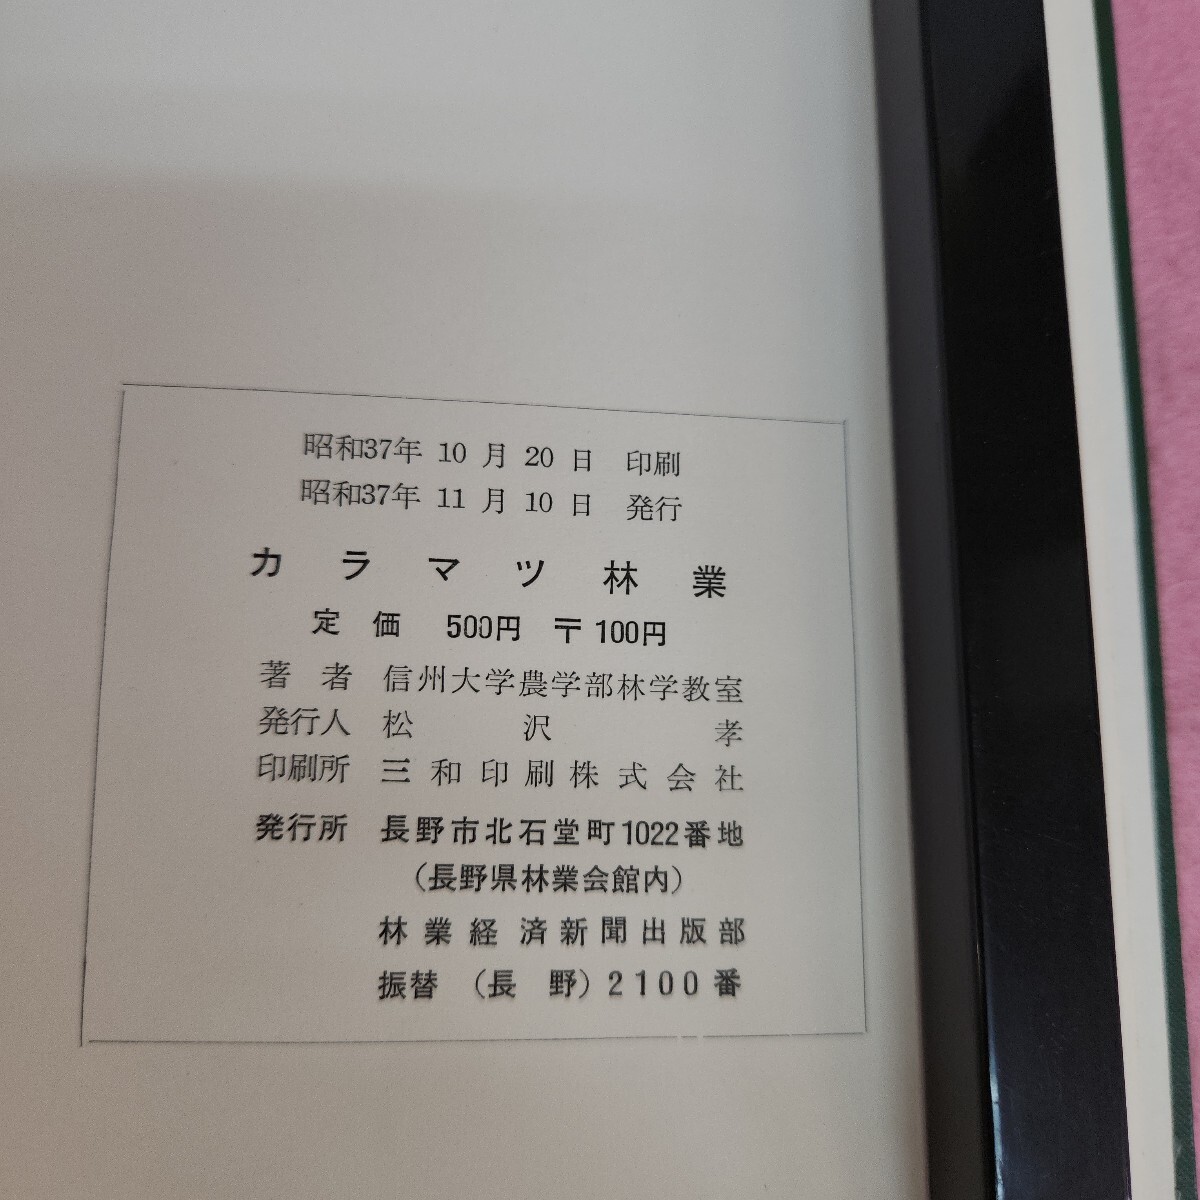 昭和37年 10 月 20 日 印刷
昭和37年 11 月 10 日 発行
カラマツ林業
定価 500円 〒100円
著者 信州大学農学部林学教室
発行人 松沢孝
印刷所 三和印刷株式会社
発行所 長野市北石堂町1022番地
(長野県林業会館内)
林業経済新聞出版部
振替 (長野) 2100番